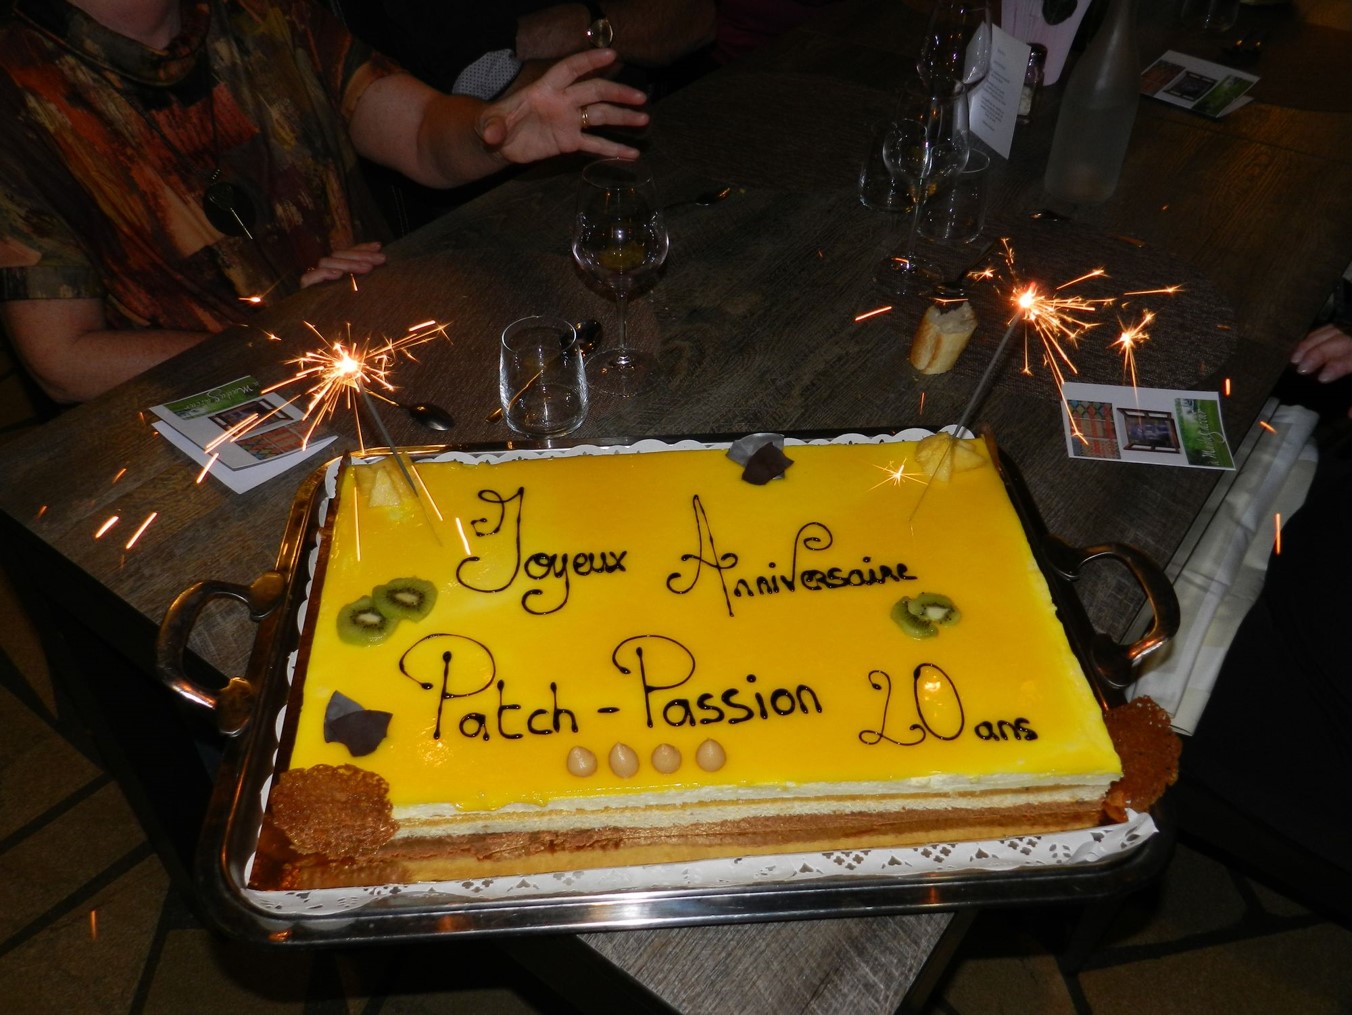 Joyeux Anniversaire
Patch-Passion 20 ans